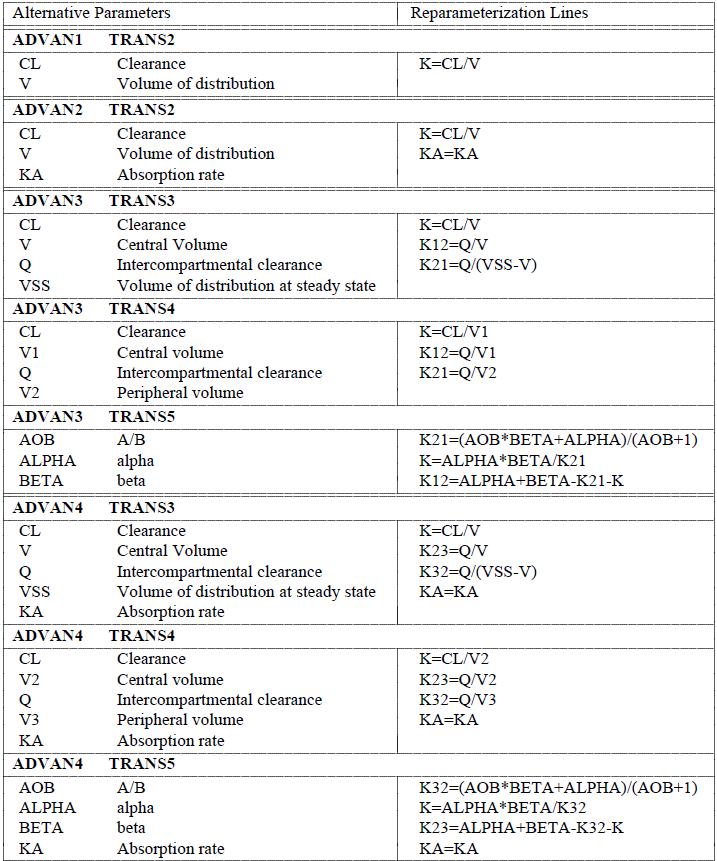 Alternative Parameters Reparameterization Lines
ADVAN1 TRANS2
CL Clearance K=CL/V
V Volume of distribution
ADVAN2 TRANS2
CL Clearance K=CL/V
V Volume of distribution KA=KA
KA Absorption rate
ADVAN3 TRANS3
CL Clearance K=CL/V
V Central Volume K12=Q/V
Q Intercompartmental clearance K21=Q/(VSS-V)
VSS Volume of distribution at steady state
ADVAN3 TRANS4
CL Clearance K=CL/V1
V1 Central volume K12=Q/V1
Q Intercompartmental clearance K21=Q/V2
V2 Peripheral volume
ADVAN3 TRANS5
AOB A/B K21=(AOB*BETA+ALPHA)/(AOB+1)
ALPHA alpha K=ALPHA*BETA/K21
BETA beta K12=ALPHA+BETA-K21-K
ADVAN4 TRANS3
CL Clearance K=CL/V
V Central Volume K23=Q/V
Q Intercompartmental clearance K32=Q/(VSS-V)
VSS Volume of distribution at steady state KA=KA
KA Absorption rate
ADVAN4 TRANS4
CL Clearance K=CL/V2
V2 Central volume K23=Q/V2
Q Intercompartmental clearance K32=Q/V3
V3 Peripheral volume KA=KA
KA Absorption rate
ADVAN4 TRANS5
AOB A/B K32=(AOB*BETA+ALPHA)/(AOB+1)
ALPHA alpha K=ALPHA*BETA/K32
BETA beta K23=ALPHA+BETA-K32-K
KA Absorption rate KA=KA